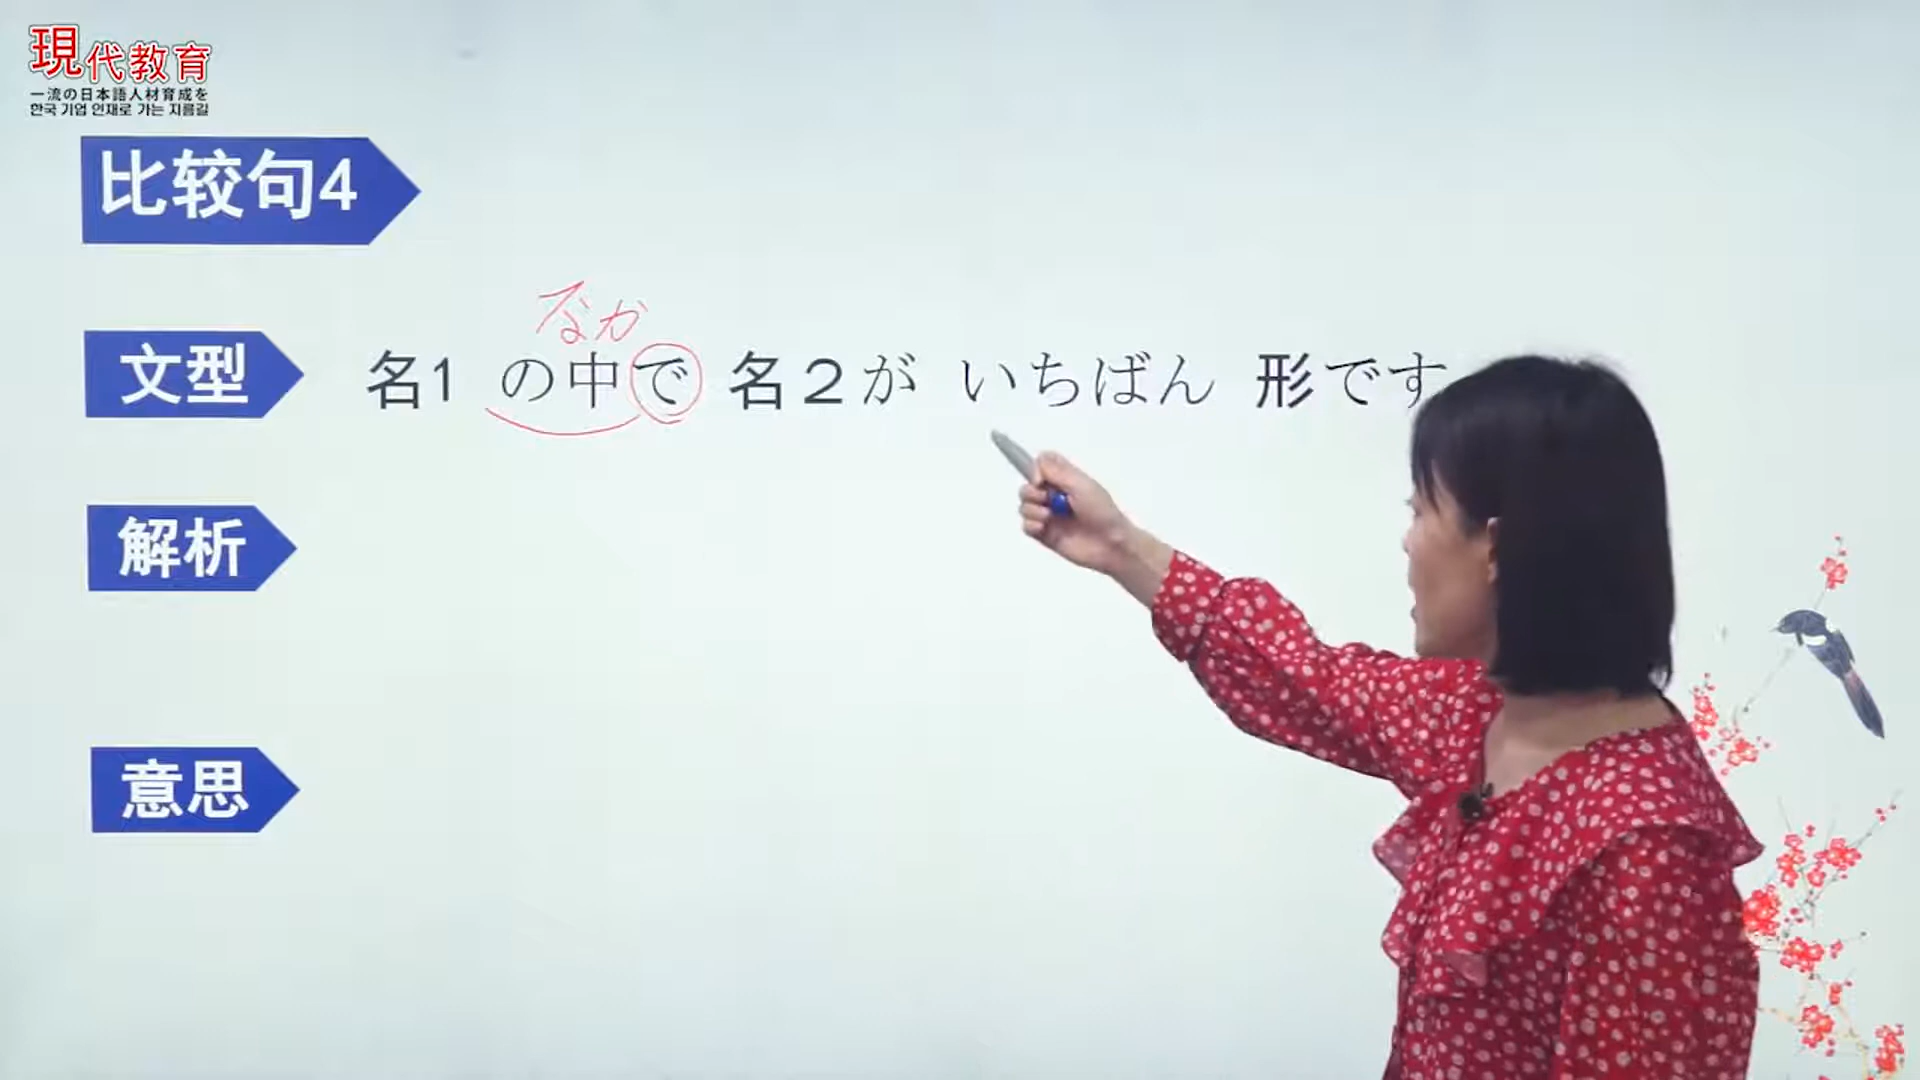 現代教育
一流の日本語人材育成を
한국 기업 인재로 가는 지름길
比较句4
なか
文型 名1 の中で 名２が いちばん 形です
解析
意思